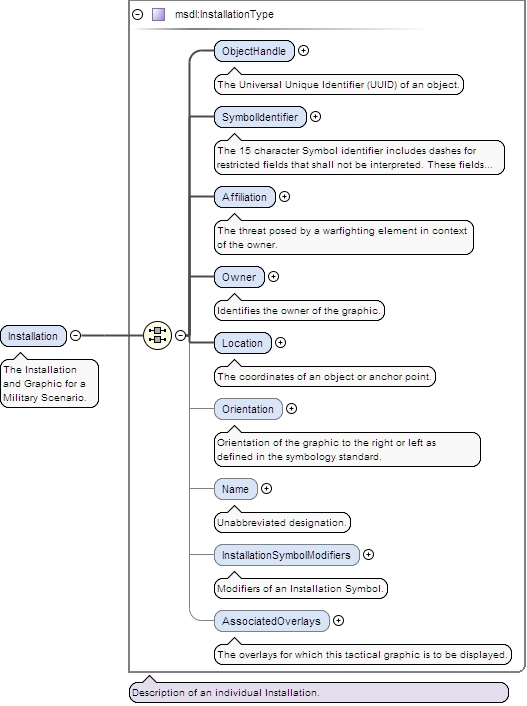 msdl:InstallationType
ObjectHandle
The Universal Unique Identifier (UUID) of an object.
SymbolIdentifier
The 15 character Symbol identifier includes dashes for
restricted fields that shall not be interpreted. These fields...
Affiliation
The threat posed by a warfighting element in context
of the owner.
Owner
Identifies the owner of the graphic.
Installation
The Installation
and Graphic for a
Military Scenario.
Location
The coordinates of an object or anchor point.
Orientation
Orientation of the graphic to the right or left as
defined in the symbology standard.
Name
Unabbreviated designation.
InstallationSymbolModifiers
Modifiers of an Installation Symbol.
AssociatedOverlays
The overlays for which this tactical graphic is to be displayed.
Description of an individual Installation.